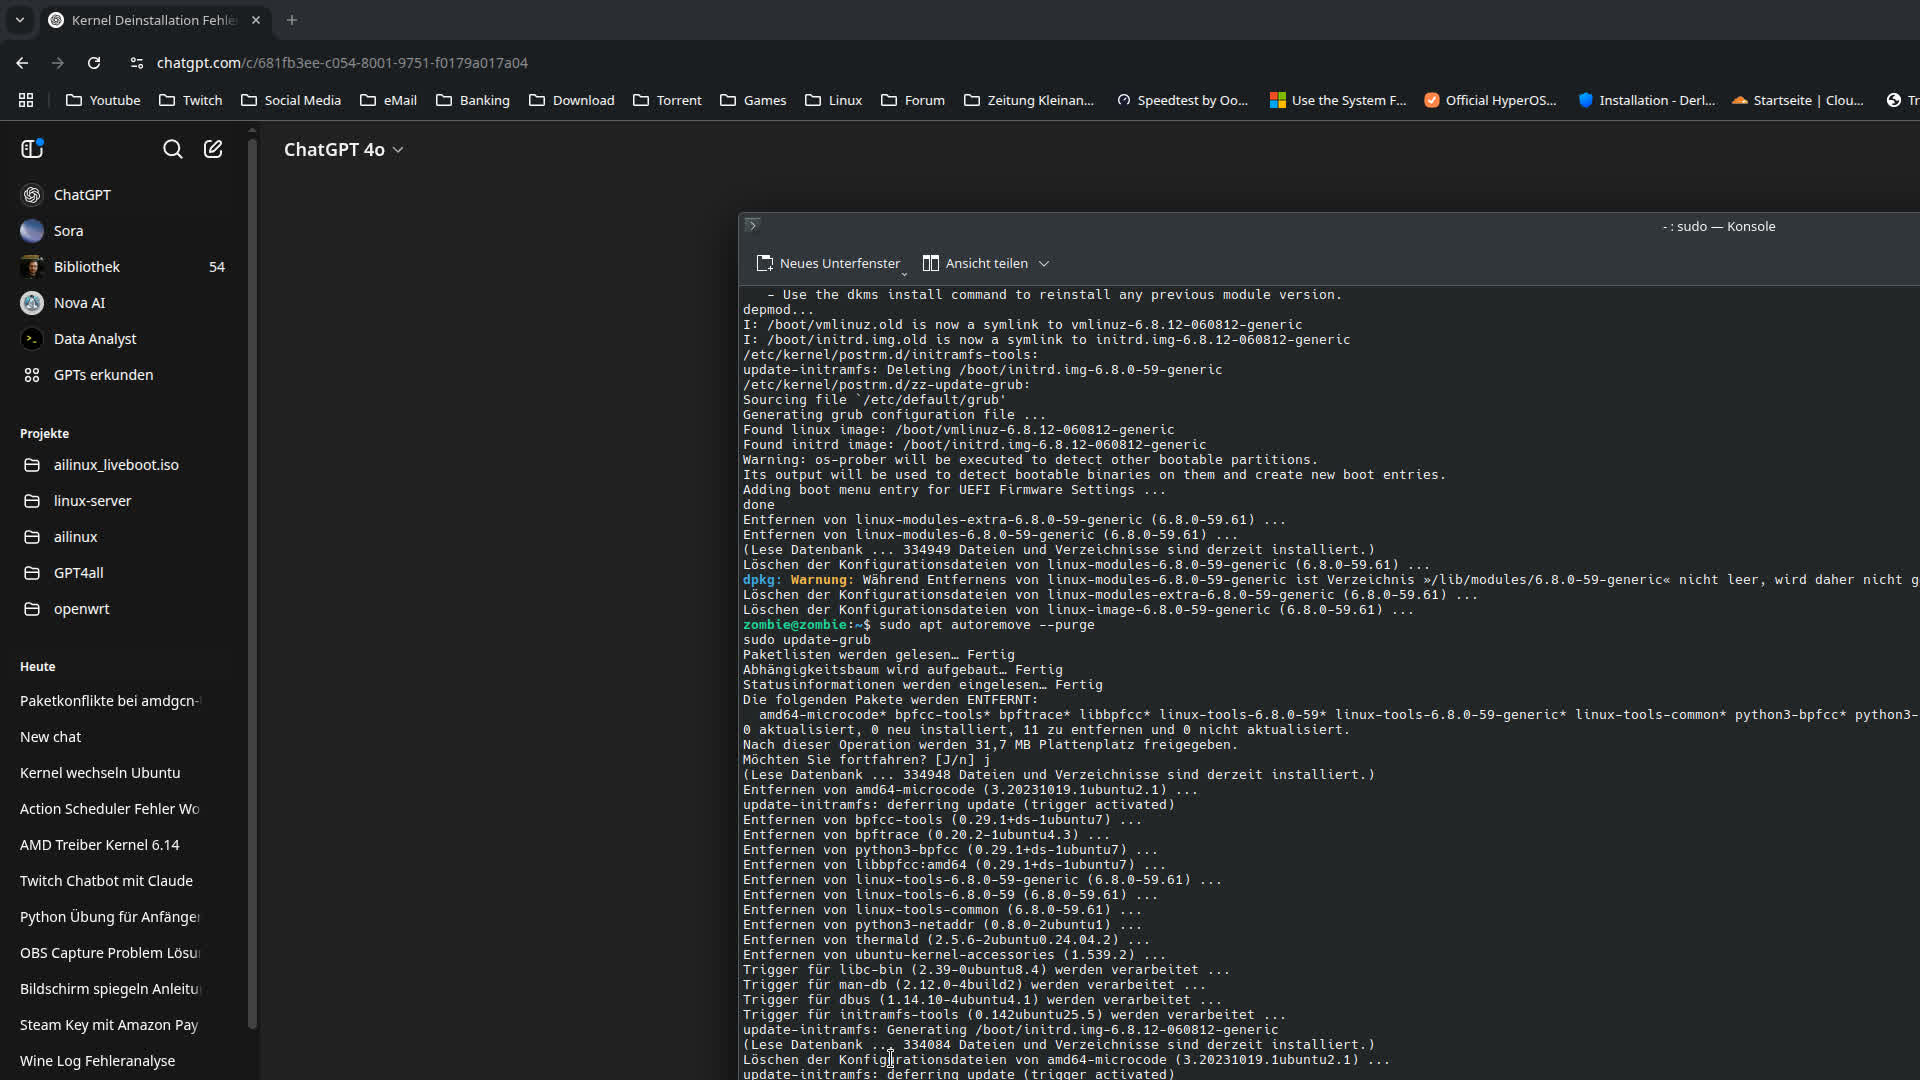 Kernel Deinstallation Fehle
chatgpt.com/c/681fb3ee-c054-8001-9751-f0179a017a04
Youtube Twitch Social Media eMail Banking Download Torrent Games Linux Forum Zeitung Kleinan... Speedtest by Oo... Use the System F... Official HyperOS... Installation - Derl... Startseite | Clou... Tr
ChatGPT 4o
ChatGPT
Sora
Bibliothek 54
Nova AI
Data Analyst
GPTs erkunden
Projekte
ailinux_liveboot.iso
linux-server
ailinux
GPT4all
openwrt
Heute
Paketkonflikte bei amdgcn-
New chat
Kernel wechseln Ubuntu
Action Scheduler Fehler Wo
AMD Treiber Kernel 6.14
Twitch Chatbot mit Claude
Python Übung für Anfänger
OBS Capture Problem Lösu
Bildschirm spiegeln Anleitu
Steam Key mit Amazon Pay
Wine Log Fehleranalyse
- : sudo — Konsole
Neues Unterfenster Ansicht teilen
- Use the dkms install command to reinstall any previous module version.
depmod...
I: /boot/vmlinuz.old is now a symlink to vmlinuz-6.8.12-060812-generic
I: /boot/initrd.img.old is now a symlink to initrd.img-6.8.12-060812-generic
/etc/kernel/postrm.d/initramfs-tools:
update-initramfs: Deleting /boot/initrd.img-6.8.0-59-generic
/etc/kernel/postrm.d/zz-update-grub:
Sourcing file `/etc/default/grub'
Generating grub configuration file ...
Found linux image: /boot/vmlinuz-6.8.12-060812-generic
Found initrd image: /boot/initrd.img-6.8.12-060812-generic
Warning: os-prober will be executed to detect other bootable partitions.
Its output will be used to detect bootable binaries on them and create new boot entries.
Adding boot menu entry for UEFI Firmware Settings ...
done
Entfernen von linux-modules-extra-6.8.0-59-generic (6.8.0-59.61) ...
Entfernen von linux-modules-6.8.0-59-generic (6.8.0-59.61) ...
(Lese Datenbank ... 334949 Dateien und Verzeichnisse sind derzeit installiert.)
Löschen der Konfigurationsdateien von linux-modules-6.8.0-59-generic (6.8.0-59.61) ...
dpkg: Warnung: Während Entfernens von linux-modules-6.8.0-59-generic ist Verzeichnis »/lib/modules/6.8.0-59-generic« nicht leer, wird daher nicht g
Löschen der Konfigurationsdateien von linux-modules-extra-6.8.0-59-generic (6.8.0-59.61) ...
Löschen der Konfigurationsdateien von linux-image-6.8.0-59-generic (6.8.0-59.61) ...
zombie@zombie:~$ sudo apt autoremove --purge
sudo update-grub
Paketlisten werden gelesen… Fertig
Abhängigkeitsbaum wird aufgebaut… Fertig
Statusinformationen werden eingelesen… Fertig
Die folgenden Pakete werden ENTFERNT:
amd64-microcode* bpfcc-tools* bpftrace* libbpfcc* linux-tools-6.8.0-59* linux-tools-6.8.0-59-generic* linux-tools-common* python3-bpfcc* python3-
0 aktualisiert, 0 neu installiert, 11 zu entfernen und 0 nicht aktualisiert.
Nach dieser Operation werden 31,7 MB Plattenplatz freigegeben.
Möchten Sie fortfahren? [J/n] j
(Lese Datenbank ... 334948 Dateien und Verzeichnisse sind derzeit installiert.)
Entfernen von amd64-microcode (3.20231019.1ubuntu2.1) ...
update-initramfs: deferring update (trigger activated)
Entfernen von bpfcc-tools (0.29.1+ds-1ubuntu7) ...
Entfernen von bpftrace (0.20.2-1ubuntu4.3) ...
Entfernen von python3-bpfcc (0.29.1+ds-1ubuntu7) ...
Entfernen von libbpfcc:amd64 (0.29.1+ds-1ubuntu7) ...
Entfernen von linux-tools-6.8.0-59-generic (6.8.0-59.61) ...
Entfernen von linux-tools-6.8.0-59 (6.8.0-59.61) ...
Entfernen von linux-tools-common (6.8.0-59.61) ...
Entfernen von python3-netaddr (0.8.0-2ubuntu1) ...
Entfernen von thermald (2.5.6-2ubuntu0.24.04.2) ...
Entfernen von ubuntu-kernel-accessories (1.539.2) ...
Trigger für libc-bin (2.39-0ubuntu8.4) werden verarbeitet ...
Trigger für man-db (2.12.0-4build2) werden verarbeitet ...
Trigger für dbus (1.14.10-4ubuntu4.1) werden verarbeitet ...
Trigger für initramfs-tools (0.142ubuntu25.5) werden verarbeitet ...
update-initramfs: Generating /boot/initrd.img-6.8.12-060812-generic
(Lese Datenbank ... 334084 Dateien und Verzeichnisse sind derzeit installiert.)
Löschen der Konfigurationsdateien von amd64-microcode (3.20231019.1ubuntu2.1) ...
update-initramfs: deferring update (trigger activated)